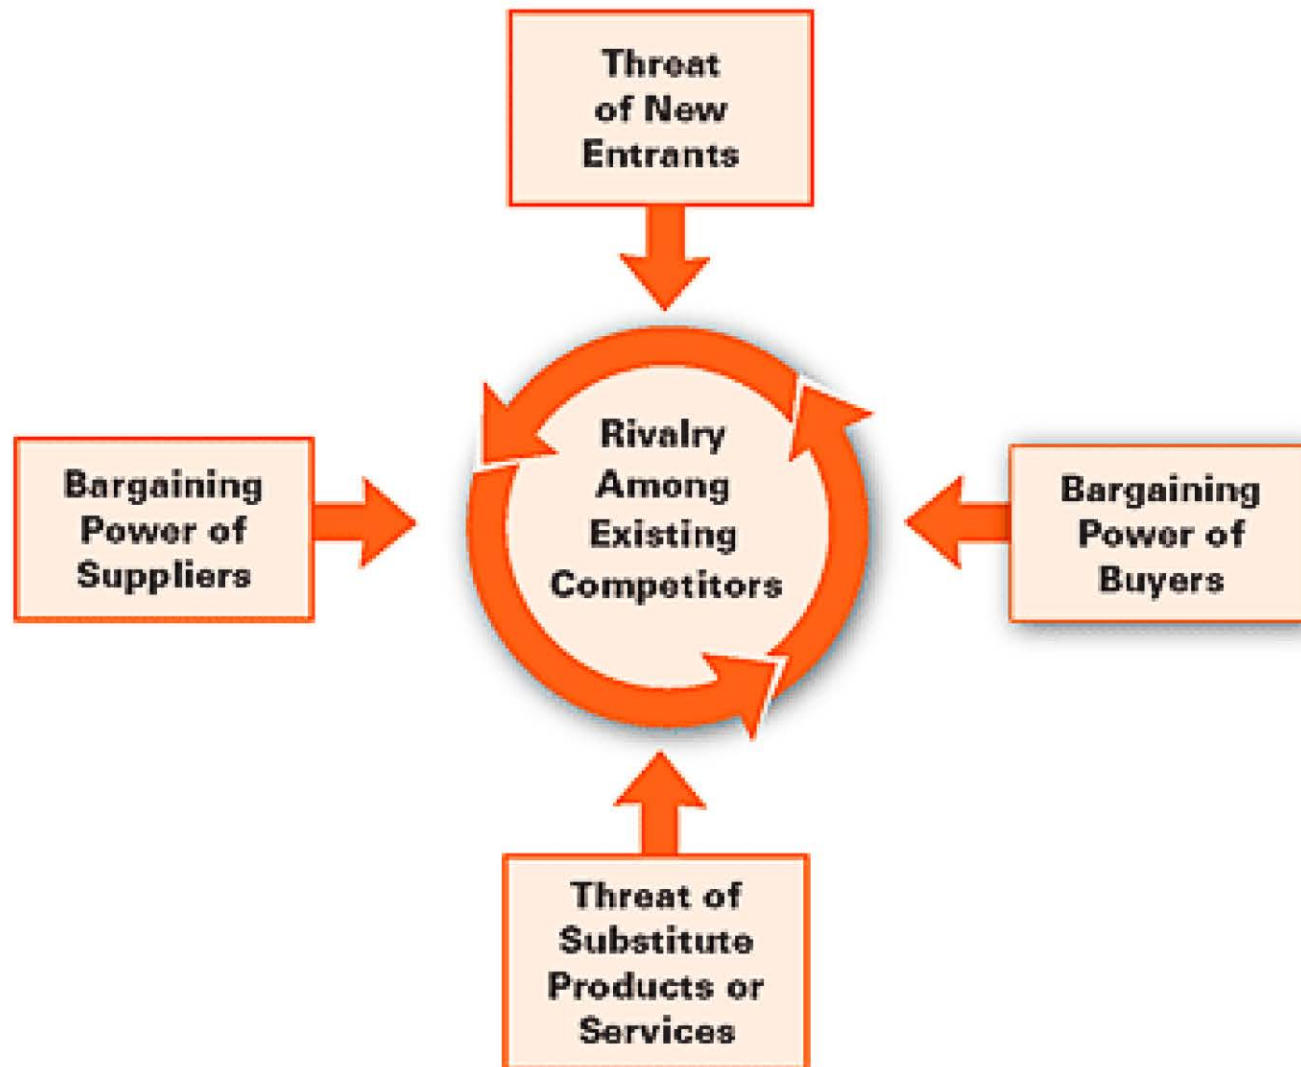 Threat
of New
Entrants
Rivalry
Among
Existing
Competitors
Bargaining
Power of
Suppliers
Bargaining
Power of
Buyers
Threat of
Substitute
Products or
Services